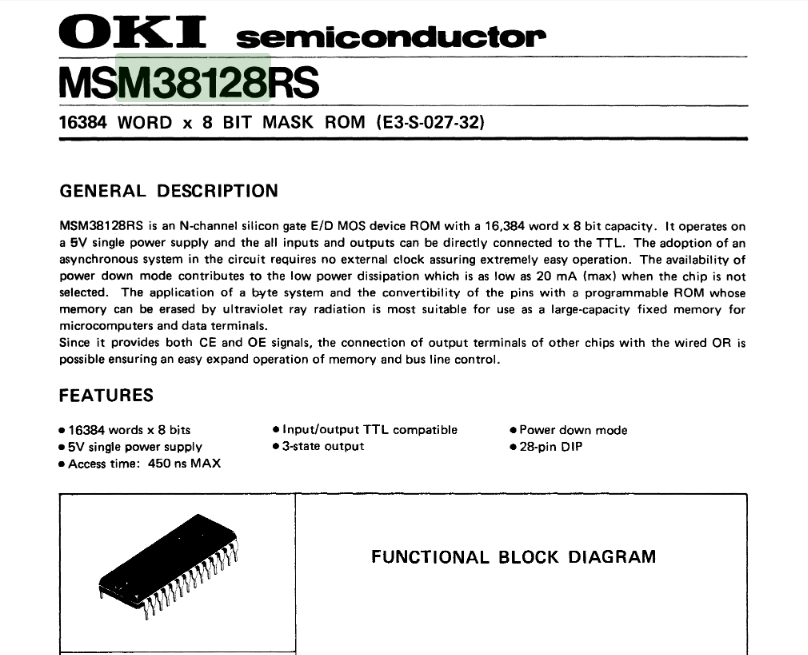 OKI semiconductor
MSM38128RS
16384 WORD x 8 BIT MASK ROM (E3-S-027-32)
GENERAL DESCRIPTION
MSM38128RS is an N-channel silicon gate E/D MOS device ROM with a 16,384 word x 8 bit capacity. It operates on
a 5V single power supply and the all inputs and outputs can be directly connected to the TTL. The adoption of an
asynchronous system in the circuit requires no external clock assuring extremely easy operation. The availability of
power down mode contributes to the low power dissipation which is as low as 20 mA (max) when the chip is not
selected. The application of a byte system and the convertibility of the pins with a programmable ROM whose
memory can be erased by ultraviolet ray radiation is most suitable for use as a large-capacity fixed memory for
microcomputers and data terminals.
Since it provides both CE and OE signals, the connection of output terminals of other chips with the wired OR is
possible ensuring an easy expand operation of memory and bus line control.
FEATURES
• 16384 words x 8 bits
• 5V single power supply
• Access time: 450 ns MAX
• Input/output TTL compatible
• 3-state output
• Power down mode
• 28-pin DIP
FUNCTIONAL BLOCK DIAGRAM